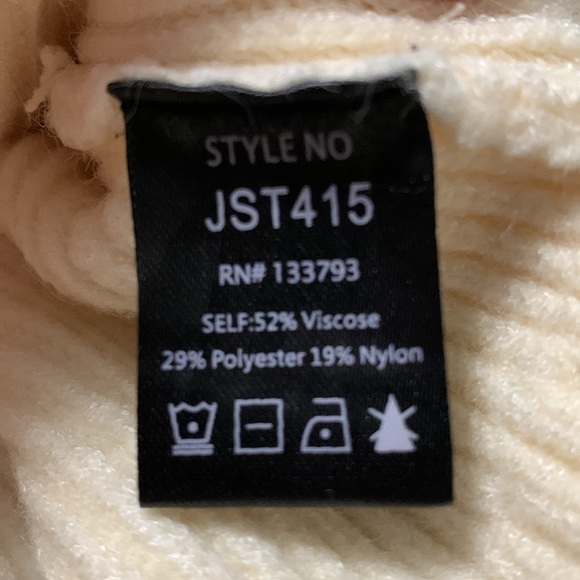 STYLE NO
JST415
RN# 133793
SELF:52% Viscose
29% Polyester 19% Nylon